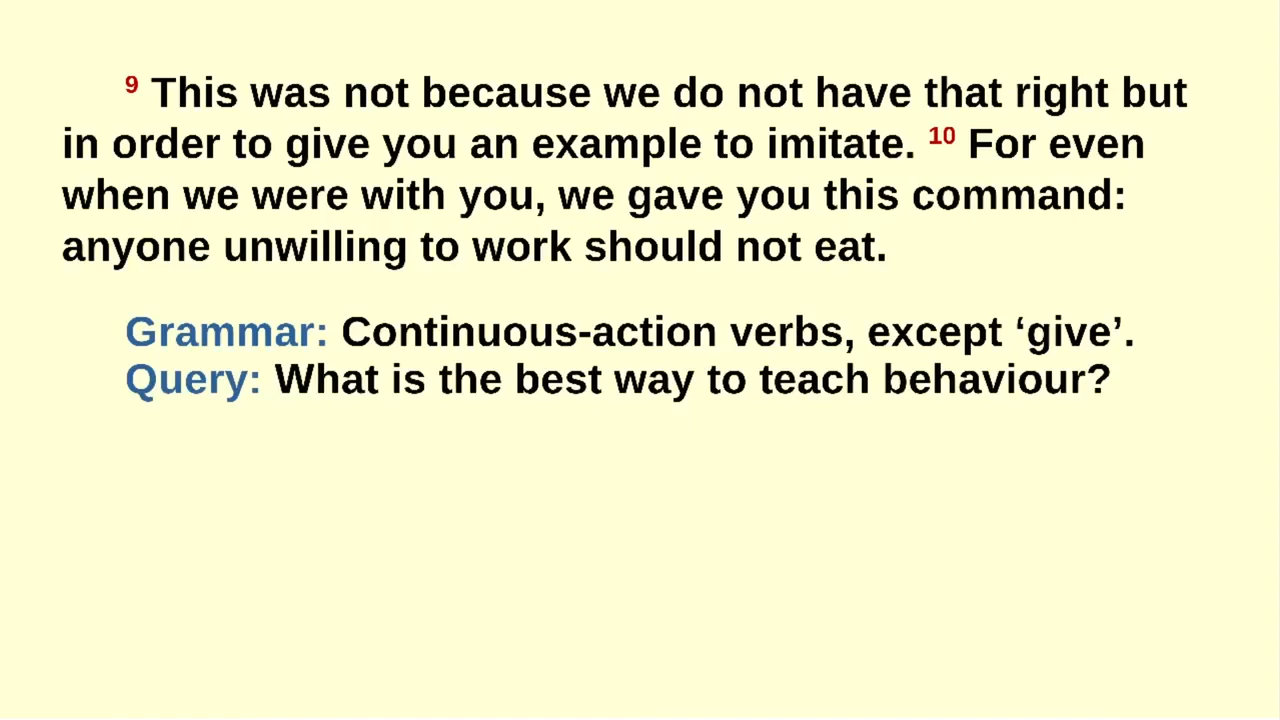 9 This was not because we do not have that right but
in order to give you an example to imitate. 10 For even
when we were with you, we gave you this command:
anyone unwilling to work should not eat.
Grammar: Continuous-action verbs, except ‘give’.
Query: What is the best way to teach behaviour?